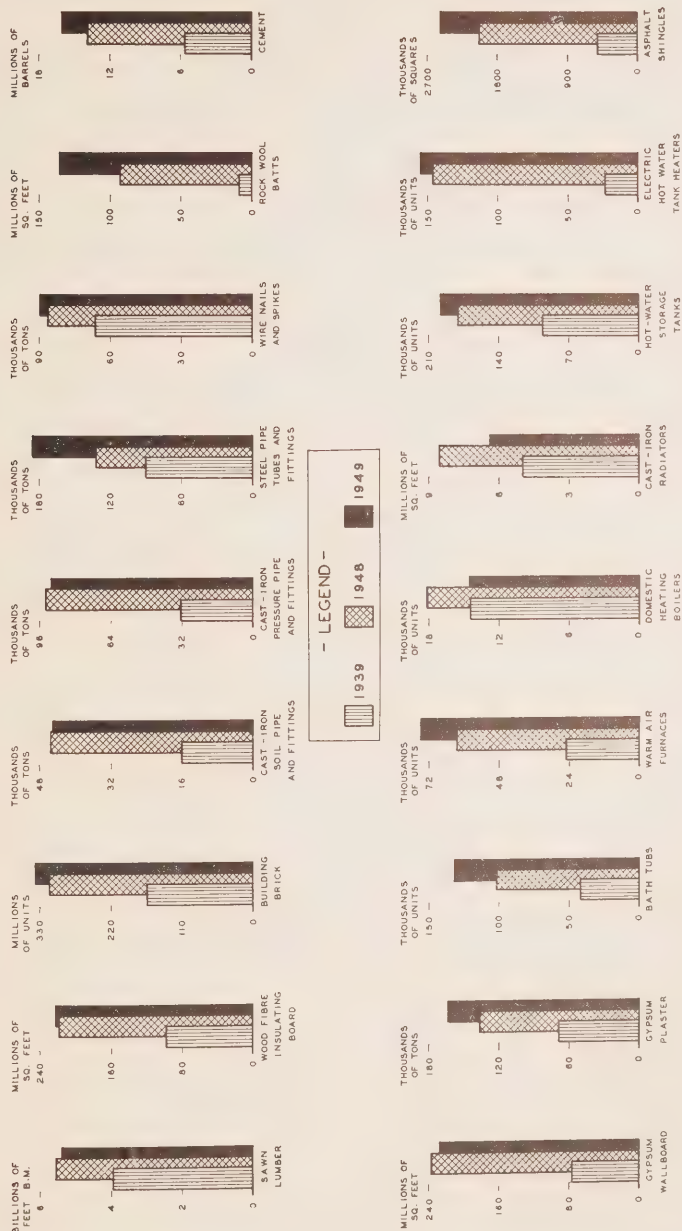 BILLIONS OF
FEET B.M.
6
4
2
0
SAWN
LUMBER
MILLIONS OF
SQ. FEET
240
160
80
0
WOOD FIBRE
INSULATING
BOARD
MILLIONS
OF UNITS
330
220
110
0
BUILDING
BRICK
THOUSANDS
OF TONS
48
32
16
0
CAST-IRON
SOIL PIPE
AND FITTINGS
THOUSANDS
OF TONS
96
64
32
0
CAST-IRON
PRESSURE PIPE
AND FITTINGS
THOUSANDS
OF TONS
180
120
60
0
STEEL PIPE
TUBES AND
FITTINGS
THOUSANDS
OF TONS
90
60
30
0
WIRE NAILS
AND SPIKES
MILLIONS OF
SQ. FEET
150
100
50
0
ROCK WOOL
BATTS
MILLIONS OF
BARRELS
18
12
6
0
CEMENT
- LEGEND -
1939
1948
1949
MILLIONS OF
SQ. FEET
240
160
80
0
GYPSUM
WALLBOARD
THOUSANDS
OF TONS
180
120
60
0
GYPSUM
PLASTER
THOUSANDS
OF UNITS
150
100
50
0
BATH TUBS
THOUSANDS
OF UNITS
72
48
24
0
WARM AIR
FURNACES
THOUSANDS
OF UNITS
18
12
6
0
DOMESTIC
HEATING
BOILERS
MILLIONS OF
SQ. FEET
9
6
3
0
CAST-IRON
RADIATORS
THOUSANDS
OF UNITS
210
140
70
0
HOT-WATER
STORAGE
TANKS
THOUSANDS
OF UNITS
150
100
50
0
ELECTRIC
HOT WATER
TANK HEATERS
THOUSANDS
OF SQUARES
2700
1800
900
0
ASPHALT
SHINGLES